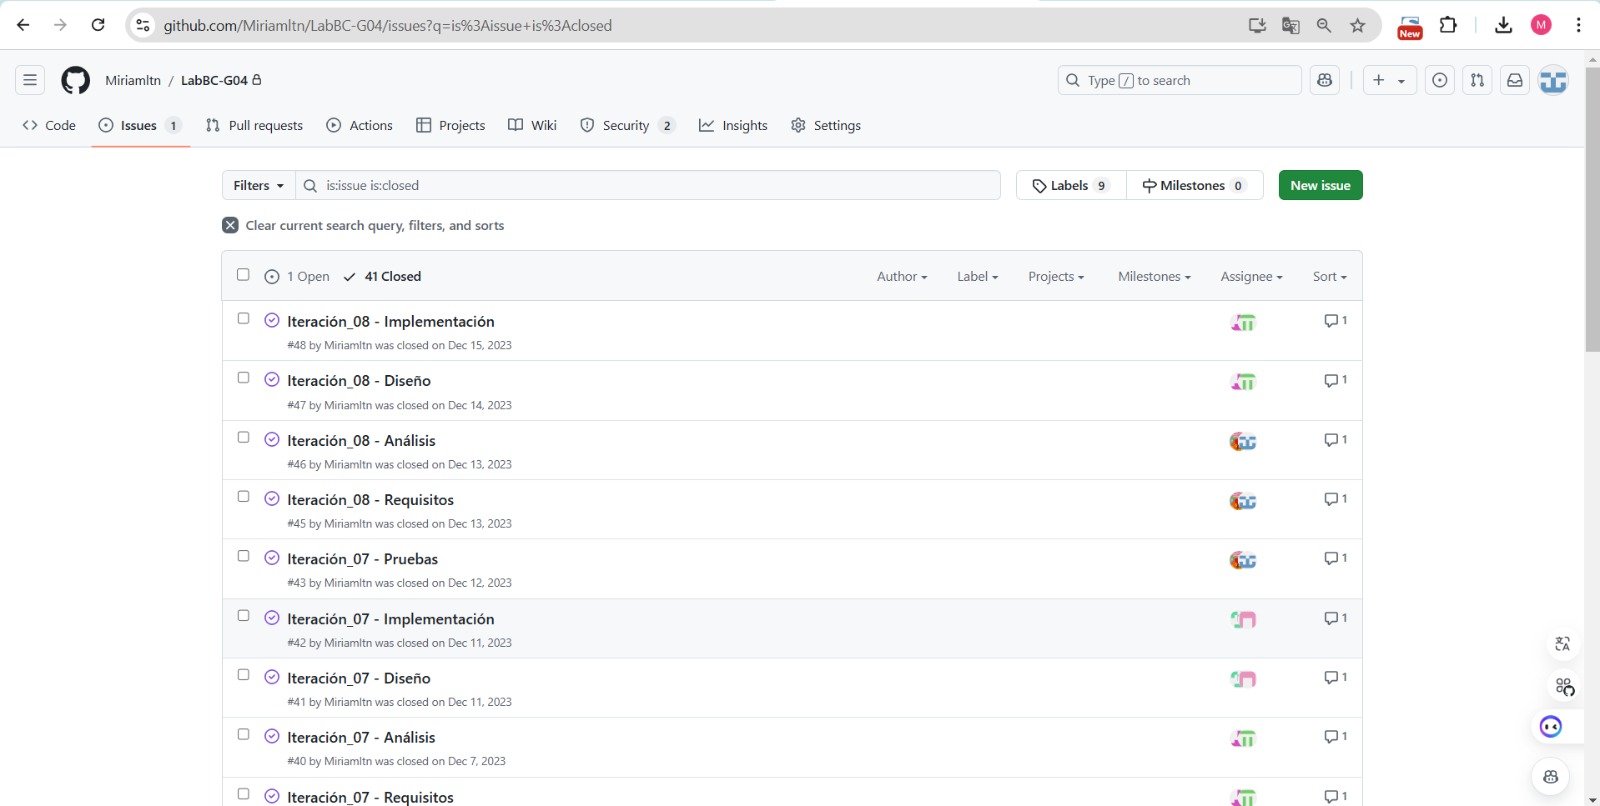 github.com/Miriamltn/LabBC-G04/issues?q=is%3Aissue+is%3Aclosed
New
M
Miriamltn / LabBC-G04
Type / to search
Code
Issues 1
Pull requests
Actions
Projects
Wiki
Security 2
Insights
Settings
Filters
is:issue is:closed
Labels 9
Milestones 0
New issue
Clear current search query, filters, and sorts
1 Open
41 Closed
Author
Label
Projects
Milestones
Assignee
Sort
Iteración_08 - Implementación
1
#48 by Miriamltn was closed on Dec 15, 2023
Iteración_08 - Diseño
1
#47 by Miriamltn was closed on Dec 14, 2023
Iteración_08 - Análisis
1
#46 by Miriamltn was closed on Dec 13, 2023
Iteración_08 - Requisitos
1
#45 by Miriamltn was closed on Dec 13, 2023
Iteración_07 - Pruebas
1
#43 by Miriamltn was closed on Dec 12, 2023
Iteración_07 - Implementación
1
#42 by Miriamltn was closed on Dec 11, 2023
Iteración_07 - Diseño
1
#41 by Miriamltn was closed on Dec 11, 2023
Iteración_07 - Análisis
1
#40 by Miriamltn was closed on Dec 7, 2023
Iteración_07 - Requisitos
1